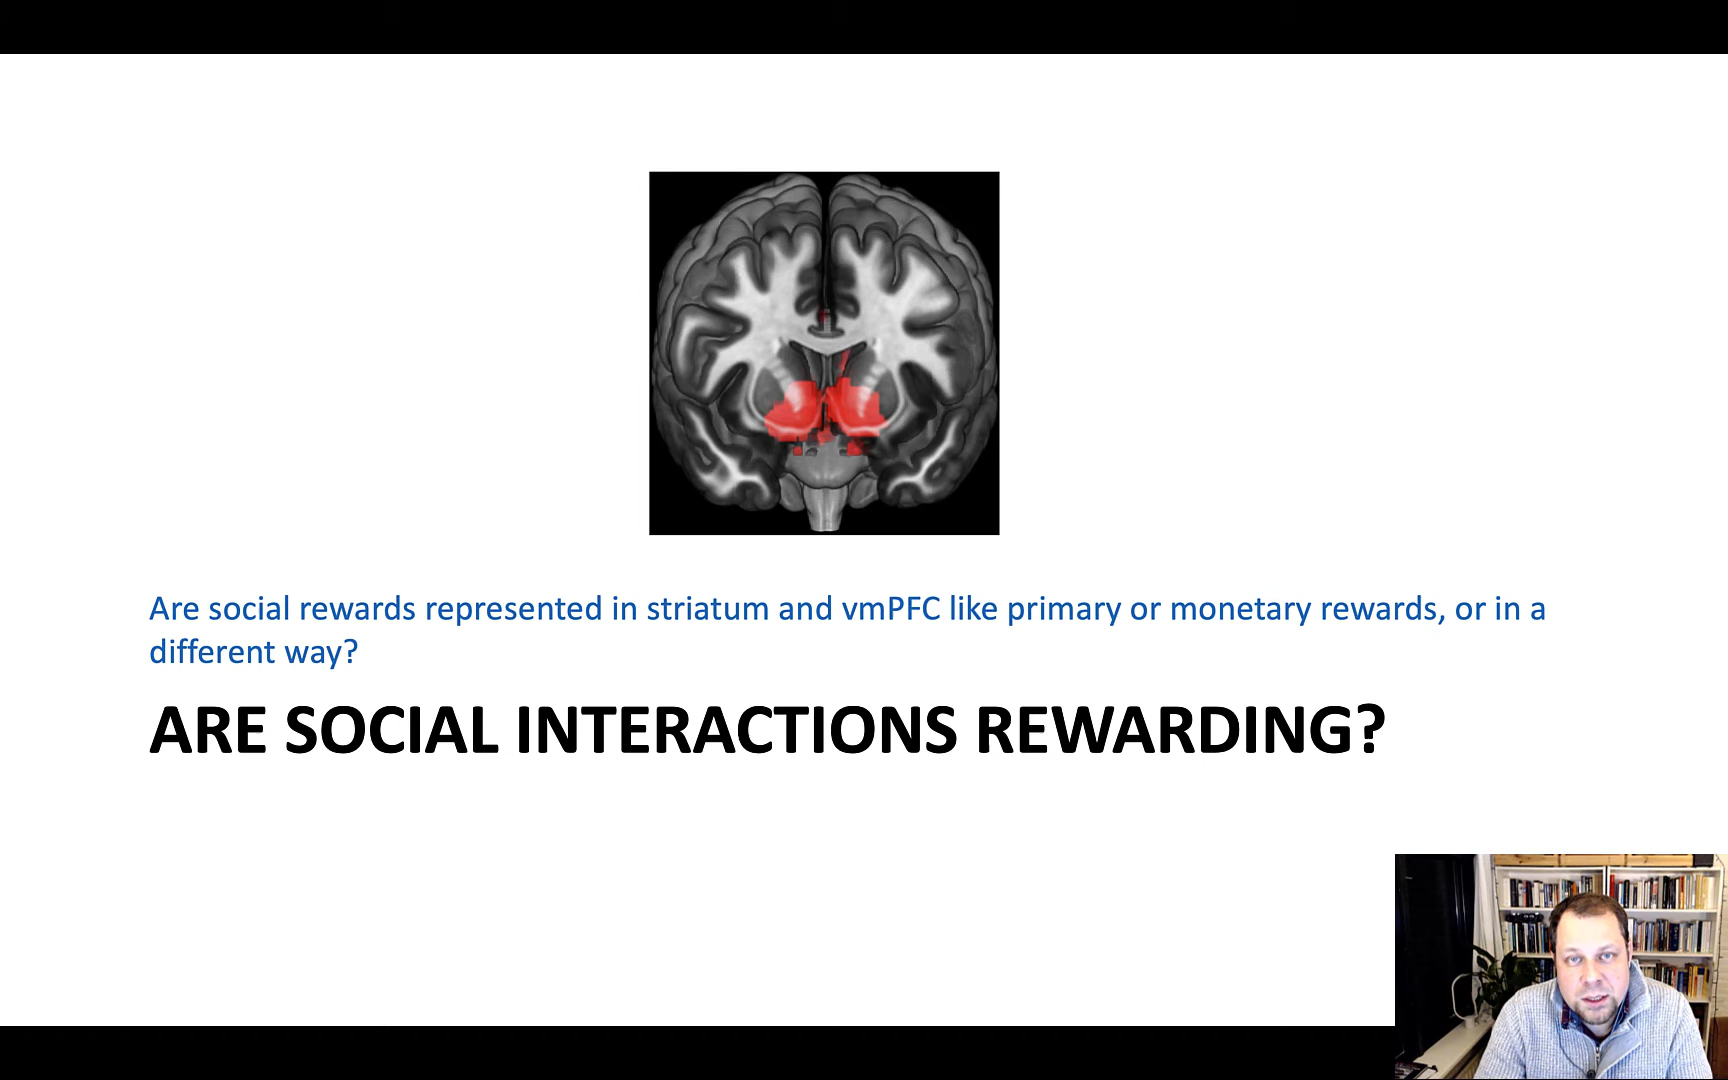 Are social rewards represented in striatum and vmPFC like primary or monetary rewards, or in a
different way?
ARE SOCIAL INTERACTIONS REWARDING?